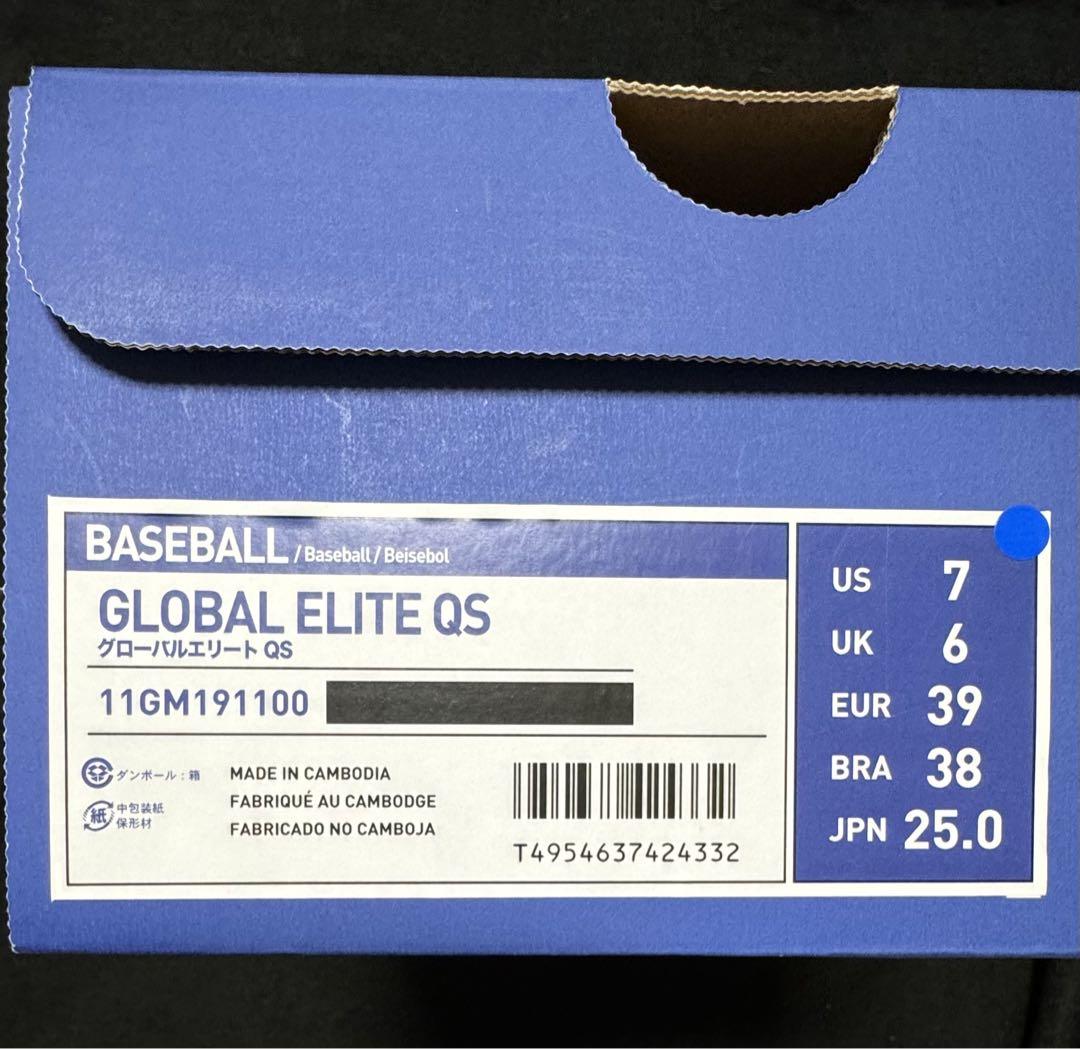 BASEBALL / Baseball / Beisebol
GLOBAL ELITE QS
グローバルエリート QS
11GM191100
ダンボール：箱
紙 中包装紙
保形材
MADE IN CAMBODIA
FABRIQUÉ AU CAMBODGE
FABRICADO NO CAMBOJA
T4954637424332
US 7
UK 6
EUR 39
BRA 38
JPN 25.0